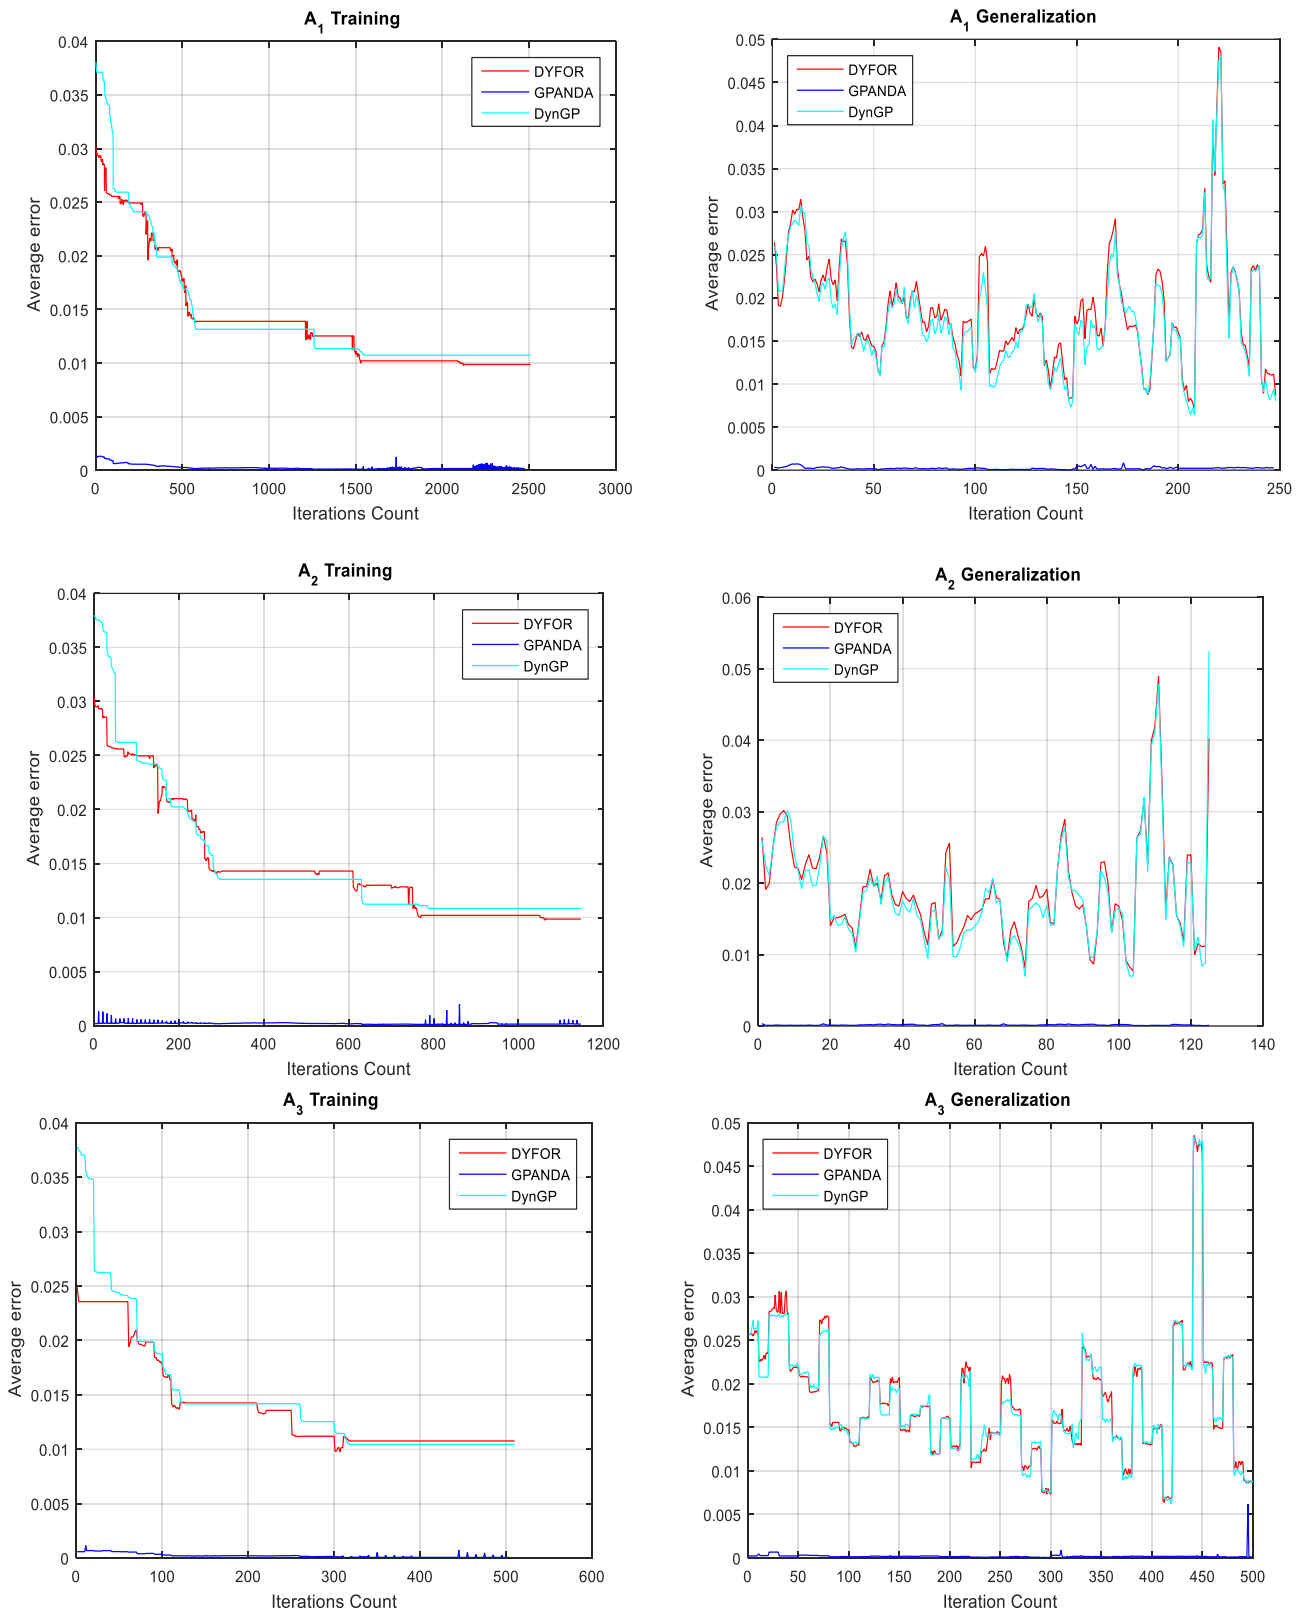 A1 Training
0.04
0.035
0.03
0.025
0.02
0.015
0.01
0.005
0
Average error
DYFOR
GPANDA
DynGP
0 500 1000 1500 2000 2500 3000
Iterations Count
A1 Generalization
0.05
0.045
0.04
0.035
0.03
0.025
0.02
0.015
0.01
0.005
0
Average error
DYFOR
GPANDA
DynGP
0 50 100 150 200 250
Iteration Count
A2 Training
0.04
0.035
0.03
0.025
0.02
0.015
0.01
0.005
0
Average error
DYFOR
GPANDA
DynGP
0 200 400 600 800 1000 1200
Iterations Count
A2 Generalization
0.06
0.05
0.04
0.03
0.02
0.01
0
Average error
DYFOR
GPANDA
DynGP
0 20 40 60 80 100 120 140
Iteration Count
A3 Training
0.04
0.035
0.03
0.025
0.02
0.015
0.01
0.005
0
Average error
DYFOR
GPANDA
DynGP
0 100 200 300 400 500 600
Iterations Count
A3 Generalization
0.05
0.045
0.04
0.035
0.03
0.025
0.02
0.015
0.01
0.005
0
Average error
DYFOR
GPANDA
DynGP
0 50 100 150 200 250 300 350 400 450 500
Iteration Count